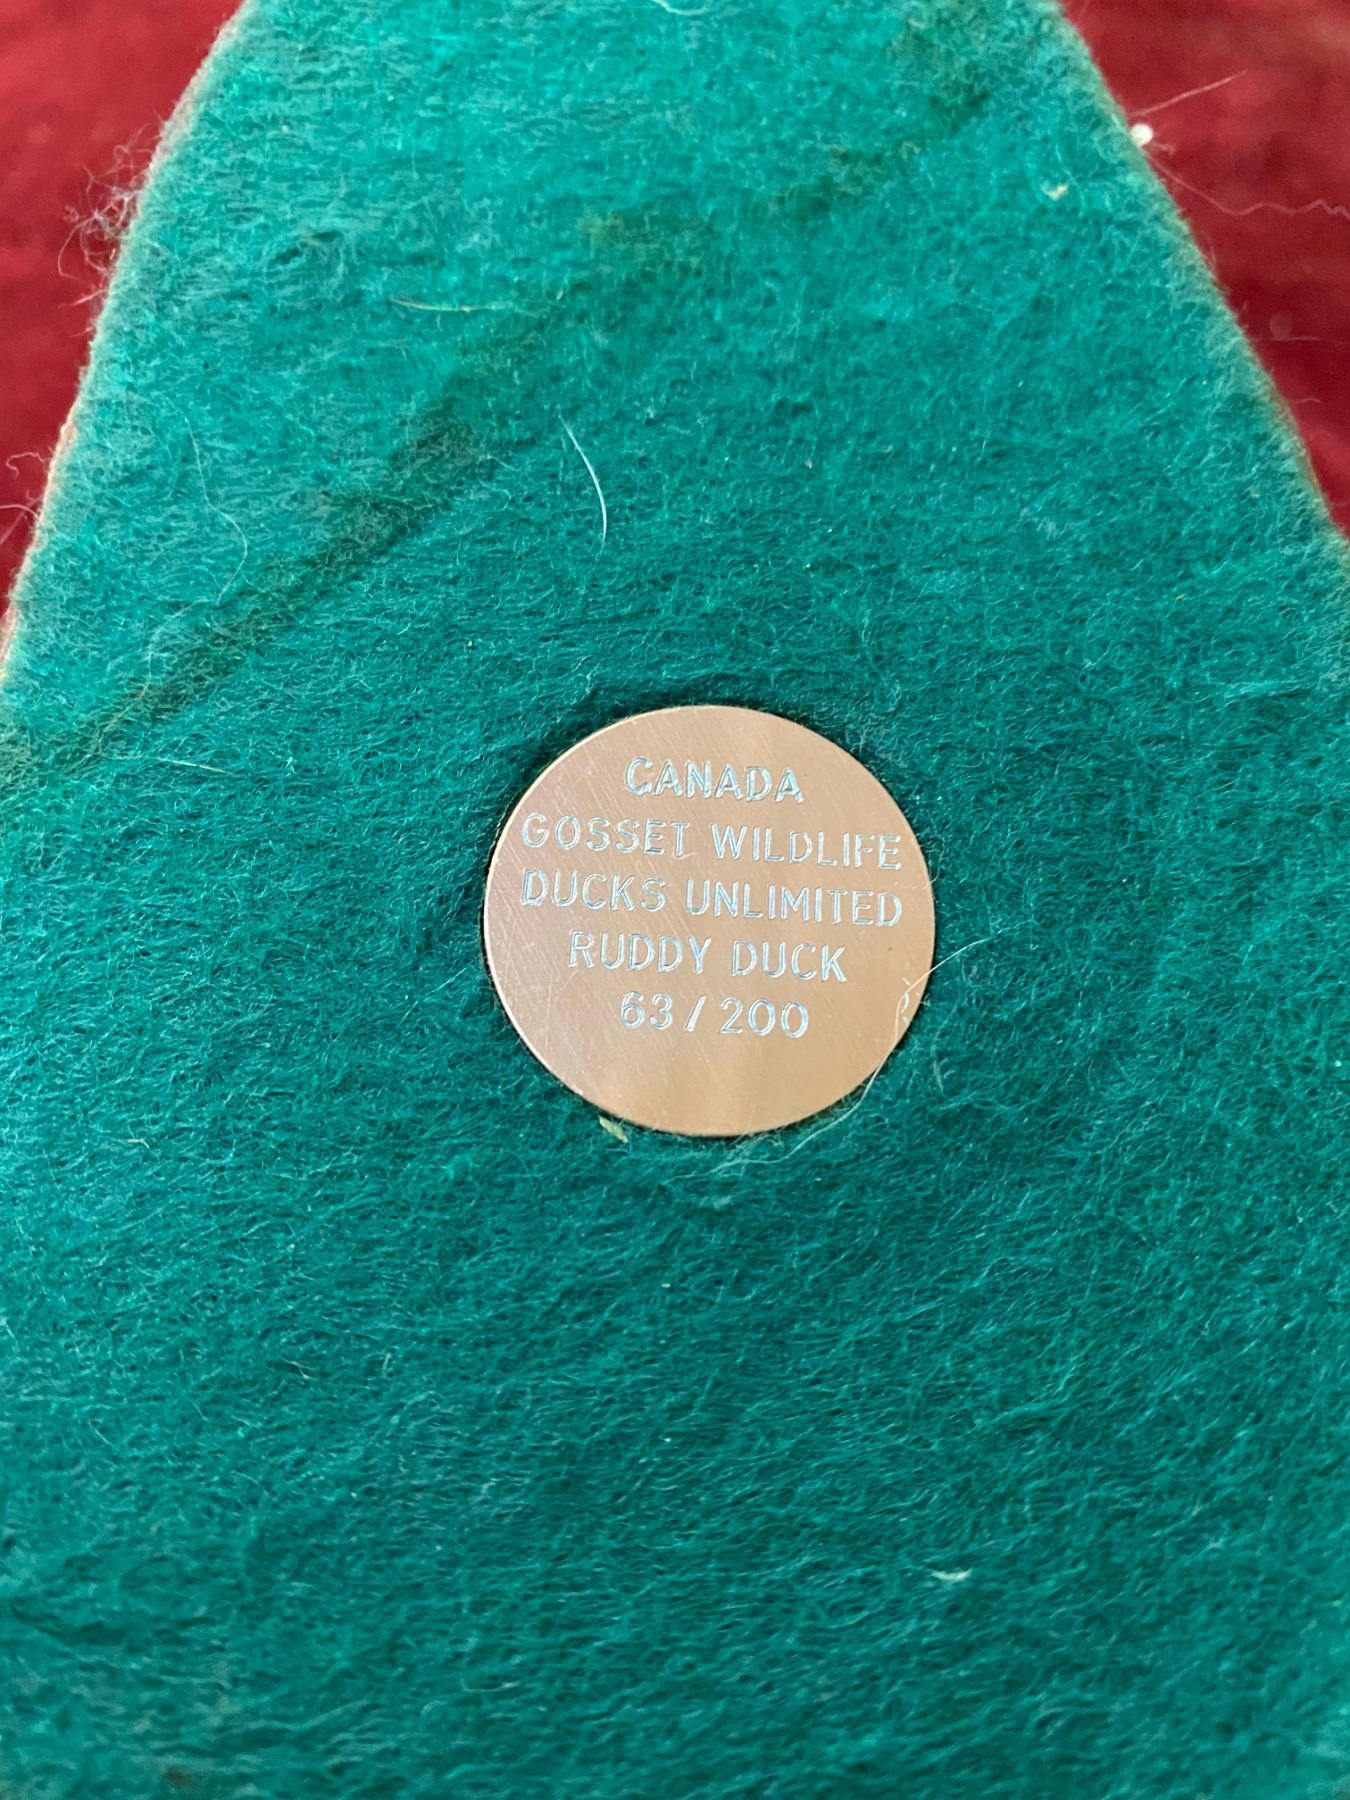 CANADA
GOSSET WILDLIFE
DUCKS UNLIMITED
RUDDY DUCK
63/200